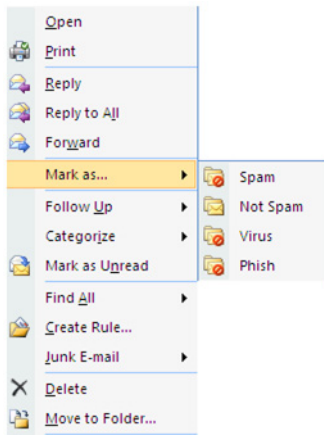 Open
Print
Reply
Reply to All
Forward
Mark as...
Spam
Not Spam
Virus
Phish
Follow Up
Categorize
Mark as Unread
Find All
Create Rule...
Junk E-mail
Delete
Move to Folder...